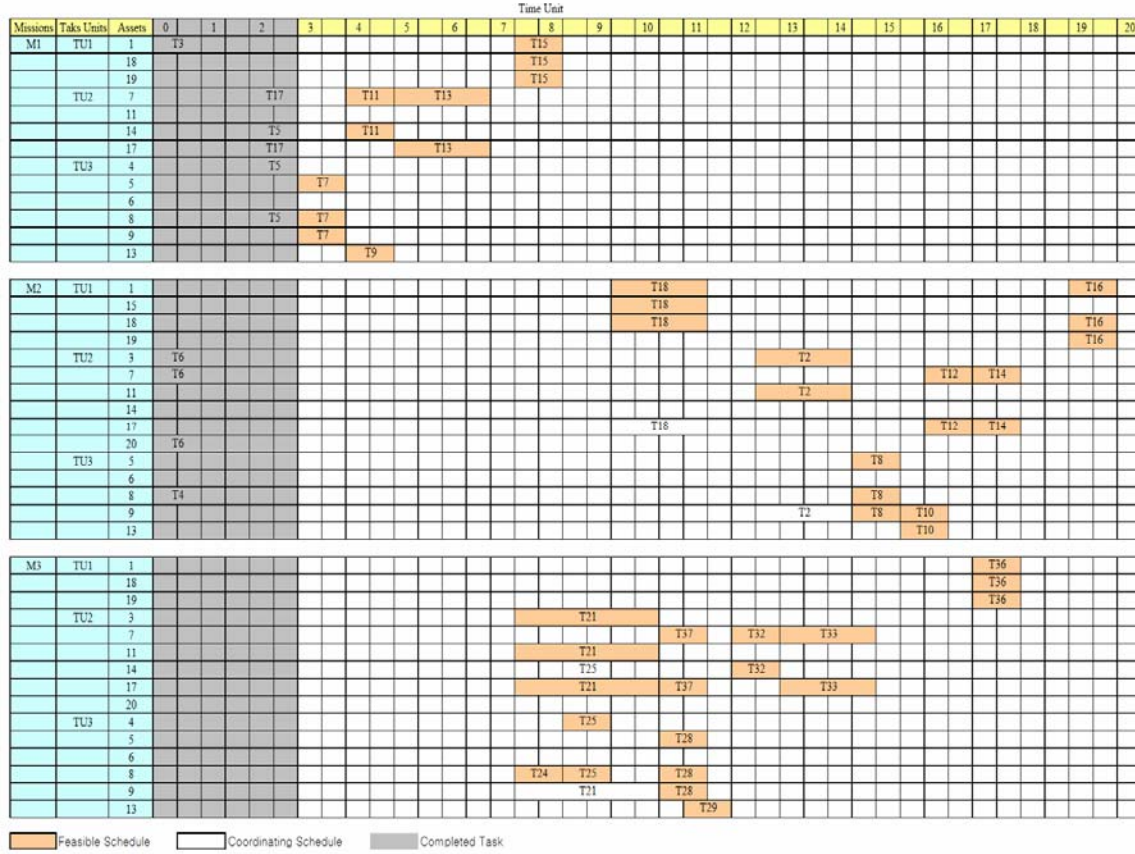 Time Unit
Missions Taks Units Assets 0 1 2 3 4 5 6 7 8 9 10 11 12 13 14 15 16 17 18 19 20
M1 TU1 1 T3 T15
18 T15
19 T15
TU2 7 T17 T11 T13
11
14 T5 T11
17 T17 T13
TU3 4 T5
5 T7
6
8 T5 T7
9 T7
13 T9
M2 TU1 1 T18 T16
15 T18
18 T18 T16
19 T16
TU2 3 T6 T2
7 T6 T12 T14
11 T2
14
17 T18 T12 T14
20 T6
TU3 5 T8
6
8 T4 T8
9 T2 T8 T10
13 T10
M3 TU1 1 T36
18 T36
19 T36
TU2 3 T21
7 T37 T32 T33
11 T21
14 T25 T32
17 T21 T37 T33
20
TU3 4 T25
5 T28
6
8 T24 T25 T28
9 T21 T28
13 T29
Feasible Schedule Coordinating Schedule Completed Task